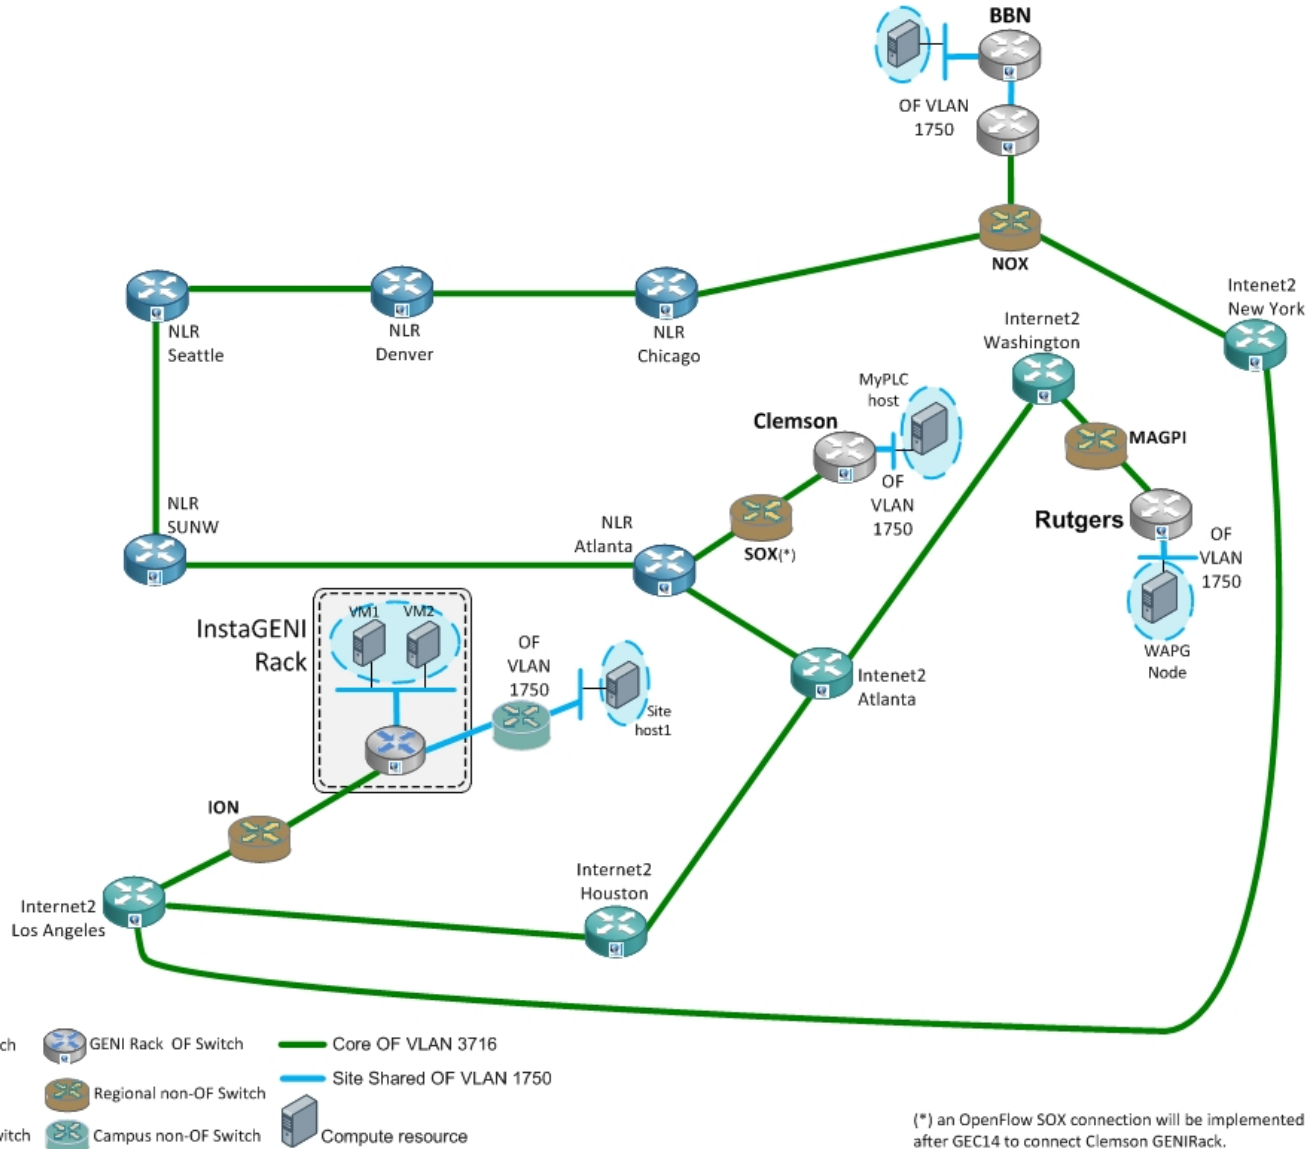 BBN
OF VLAN
1750
NOX
Intenet2
New York
Internet2
Washington
NLR
Seattle
NLR
Denver
NLR
Chicago
MyPLC
host
Clemson
MAGPI
OF
VLAN
1750
NLR
SUNW
NLR
Atlanta
SOX(*)
Rutgers
OF
VLAN
1750
WAPG
Node
InstaGENI
Rack
VM1
VM2
OF
VLAN
1750
Site
host1
Intenet2
Atlanta
ION
Internet2
Los Angeles
Internet2
Houston
ch
GENI Rack OF Switch
Core OF VLAN 3716
Regional non-OF Switch
Site Shared OF VLAN 1750
witch
Campus non-OF Switch
Compute resource
(*) an OpenFlow SOX connection will be implemented
after GEC14 to connect Clemson GENIRack.